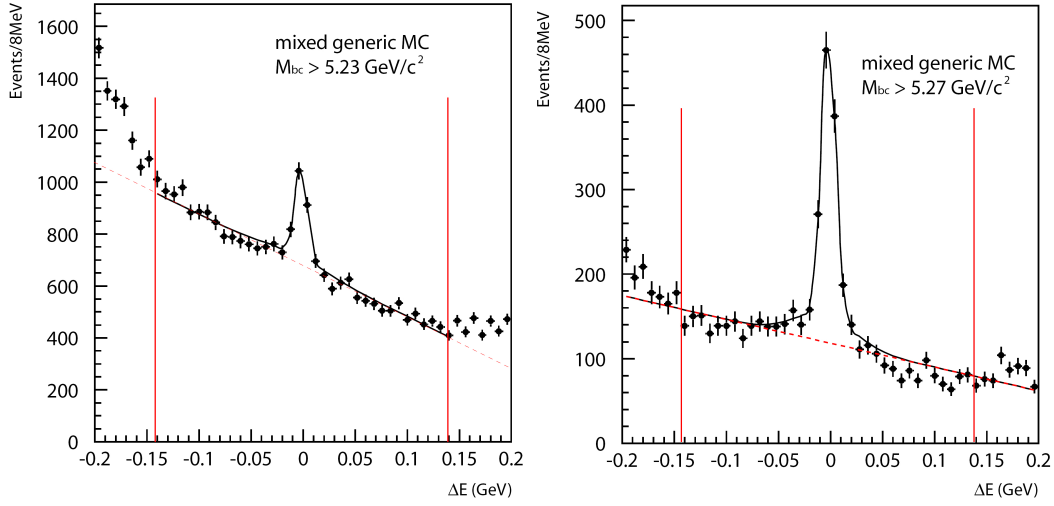 Events/8MeV
1600
1400
1200
1000
800
600
400
200
0
mixed generic MC
Mbc > 5.23 GeV/c²
-0.2 -0.15 -0.1 -0.05 0 0.05 0.1 0.15 0.2
ΔE (GeV)
Events/8MeV
500
400
300
200
100
0
mixed generic MC
Mbc > 5.27 GeV/c²
-0.2 -0.15 -0.1 -0.05 0 0.05 0.1 0.15 0.2
ΔE (GeV)